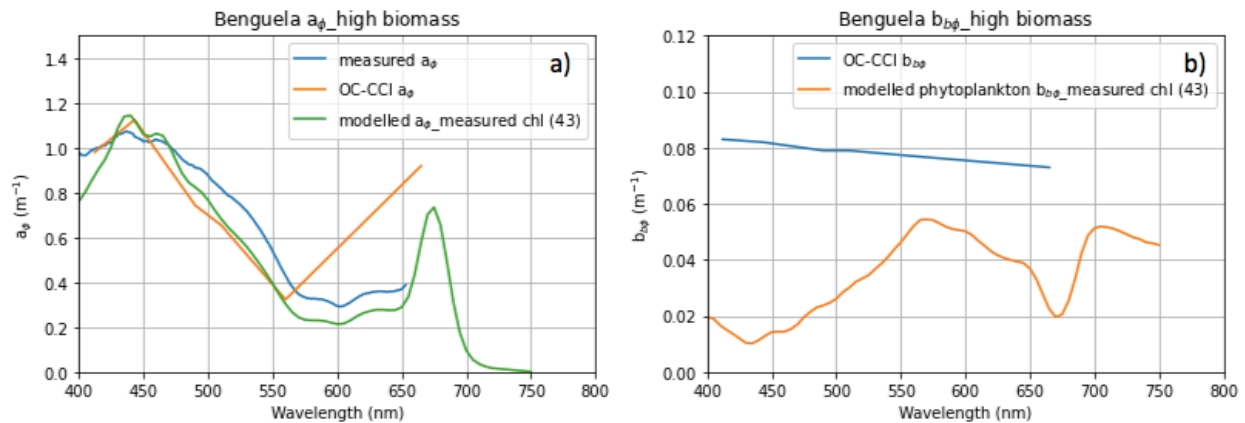 Benguela aϕ_high biomass
a)
measured aϕ
OC-CCI aϕ
modelled aϕ_measured chl (43)
aϕ (m⁻¹)
1.4
1.2
1.0
0.8
0.6
0.4
0.2
0.0
400 450 500 550 600 650 700 750 800
Wavelength (nm)
Benguela bbϕ_high biomass
b)
OC-CCI bbϕ
modelled phytoplankton bbϕ_measured chl (43)
bbϕ (m⁻¹)
0.12
0.10
0.08
0.06
0.04
0.02
0.00
400 450 500 550 600 650 700 750 800
Wavelength (nm)